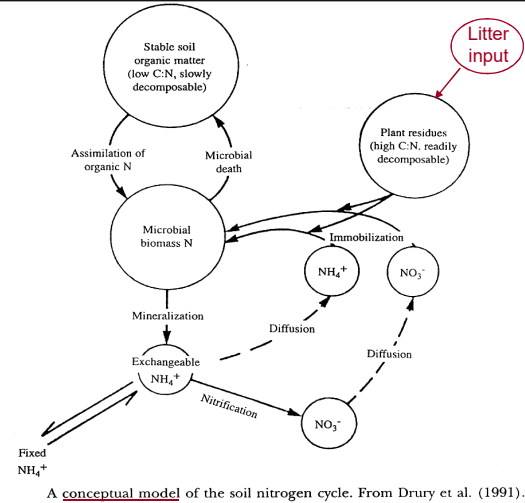 Litter
input
Stable soil
organic matter
(low C:N, slowly
decomposable)
Plant residues
(high C:N. readily
decomposable)
Assimilation of
organic N
Microbial
death
Microbial
biomass N
Immobilization
NH₄⁺
NO₃⁻
Mineralization
Diffusion
Diffusion
Exchangeable
NH₄⁺
Nitrification
NO₃⁻
Fixed
NH₄⁺
A conceptual model of the soil nitrogen cycle. From Drury et al. (1991).